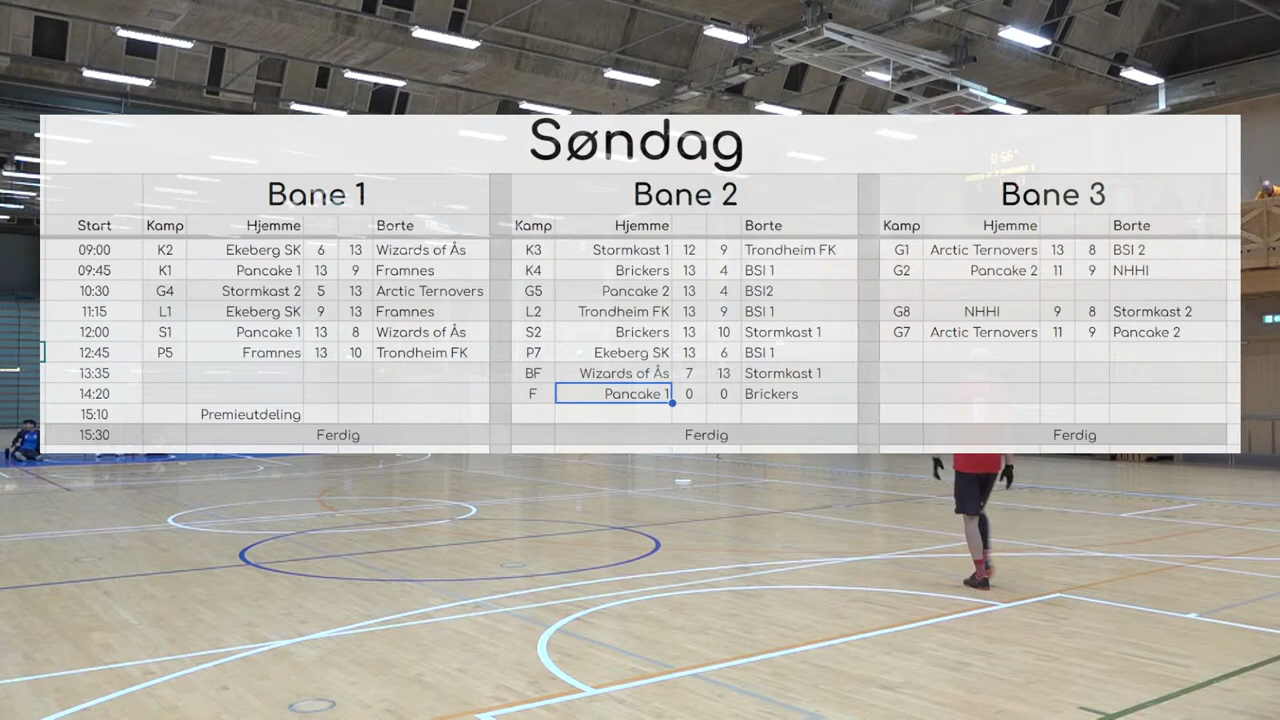 Søndag
Bane 1 Bane 2 Bane 3
Start Kamp Hjemme Borte Kamp Hjemme Borte Kamp Hjemme Borte
09:00 K2 Ekeberg SK 6 13 Wizards of Ås K3 Stormkast 1 12 9 Trondheim FK G1 Arctic Ternovers 13 8 BSI 2
09:45 K1 Pancake 1 13 9 Framnes K4 Brickers 13 4 BSI 1 G2 Pancake 2 11 9 NHHI
10:30 G4 Stormkast 2 5 13 Arctic Ternovers G5 Pancake 2 13 4 BSI2
11:15 L1 Ekeberg SK 9 13 Framnes L2 Trondheim FK 13 9 BSI 1 G8 NHHI 9 8 Stormkast 2
12:00 S1 Pancake 1 13 8 Wizards of Ås S2 Brickers 13 10 Stormkast 1 G7 Arctic Ternovers 11 9 Pancake 2
12:45 P5 Framnes 13 10 Trondheim FK P7 Ekeberg SK 13 6 BSI 1
13:35 BF Wizards of Ås 7 13 Stormkast 1
14:20 F Pancake 1 0 0 Brickers
15:10 Premieutdeling
15:30 Ferdig Ferdig Ferdig